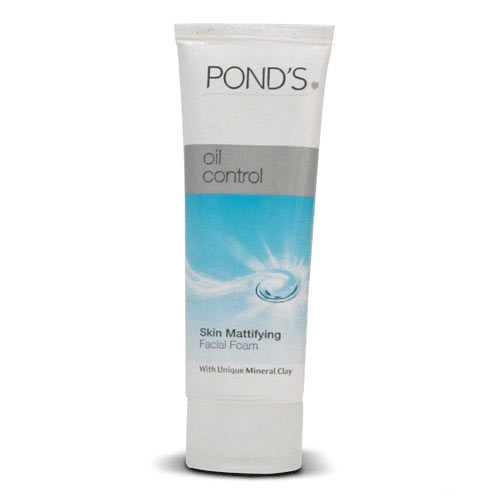 POND'S
oil
control
Skin Mattifying
Facial Foam
With Unique Mineral Clay